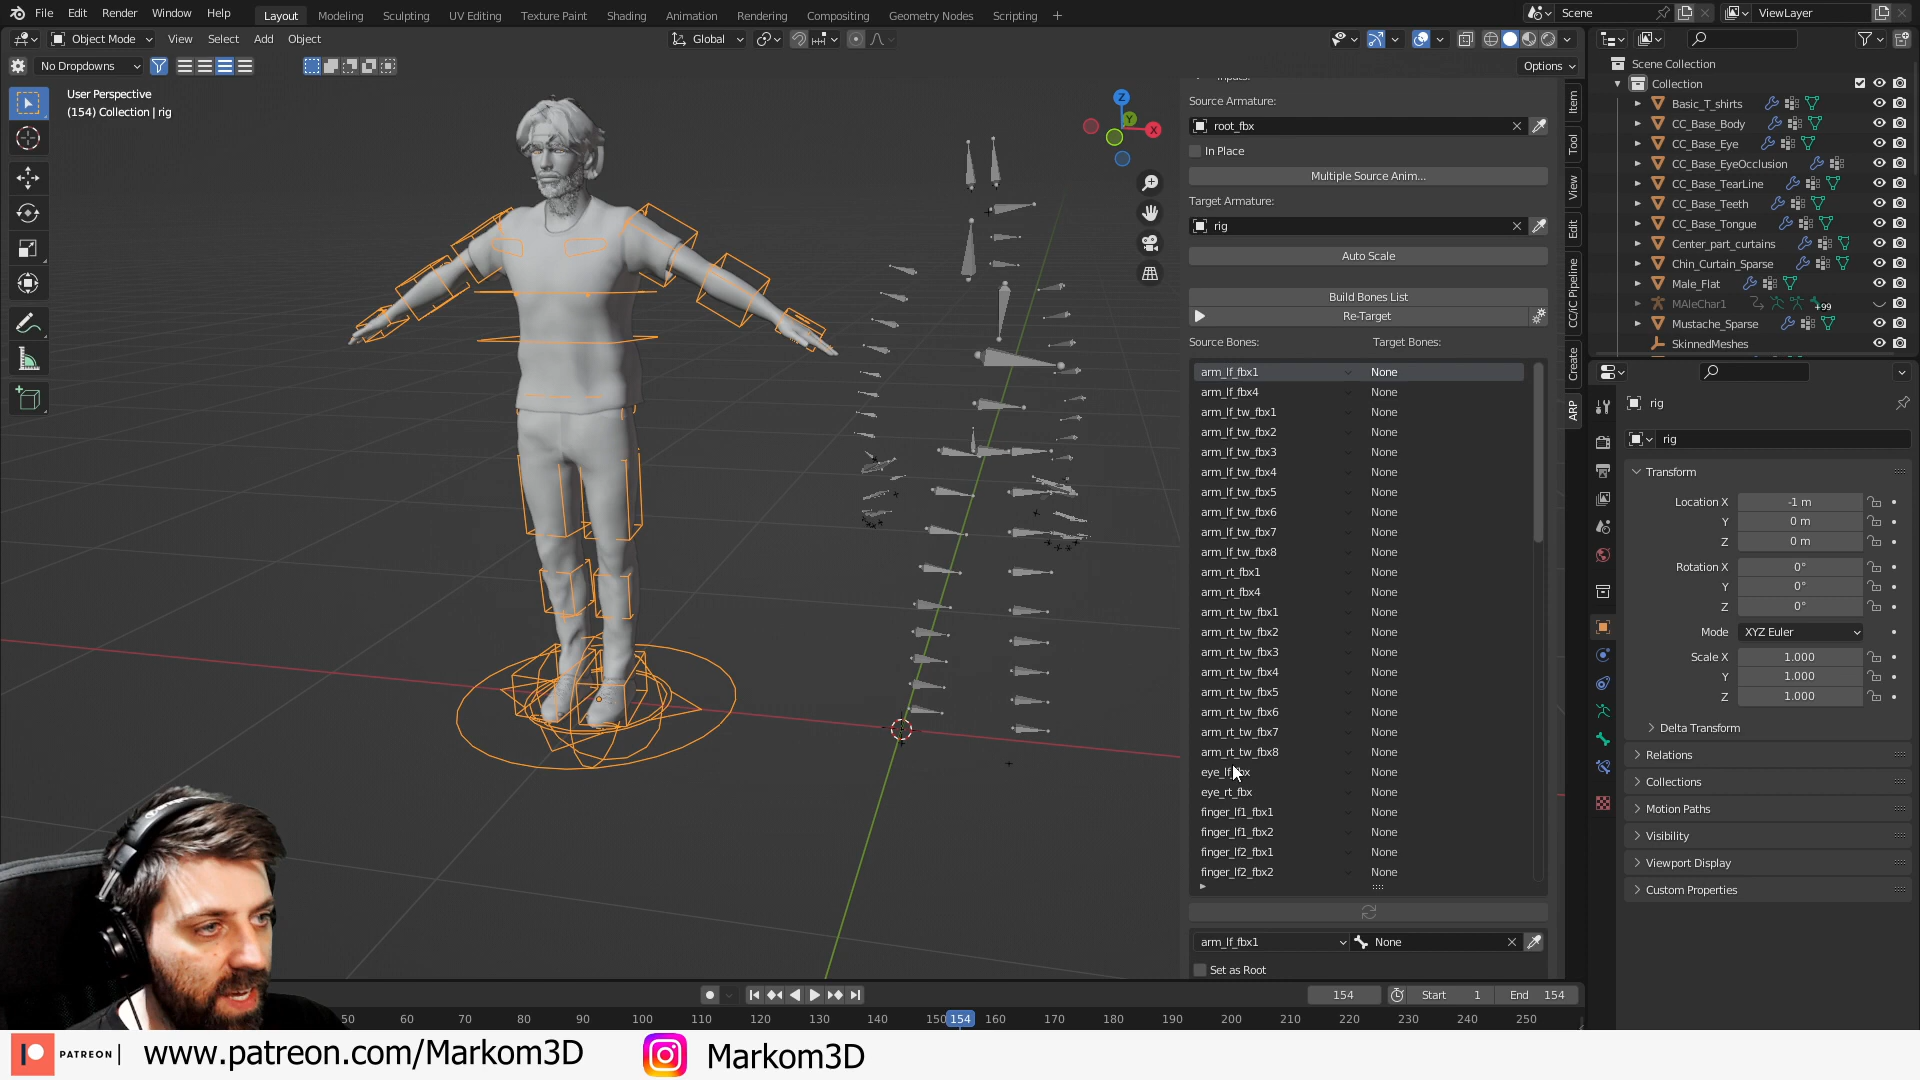 File Edit Render Window Help Layout Modeling Sculpting UV Editing Texture Paint Shading Animation Rendering Compositing Geometry Nodes Scripting + Scene ViewLayer
Object Mode View Select Add Object Global
No Dropdowns Options
User Perspective
(154) Collection | rig
Z
Y
X
Source Armature:
root_fbx
In Place
Multiple Source Anim...
Target Armature:
rig
Auto Scale
Build Bones List
Re-Target
Source Bones: Target Bones:
arm_lf_fbx1 None
arm_lf_fbx4 None
arm_lf_tw_fbx1 None
arm_lf_tw_fbx2 None
arm_lf_tw_fbx3 None
arm_lf_tw_fbx4 None
arm_lf_tw_fbx5 None
arm_lf_tw_fbx6 None
arm_lf_tw_fbx7 None
arm_lf_tw_fbx8 None
arm_rt_fbx1 None
arm_rt_fbx4 None
arm_rt_tw_fbx1 None
arm_rt_tw_fbx2 None
arm_rt_tw_fbx3 None
arm_rt_tw_fbx4 None
arm_rt_tw_fbx5 None
arm_rt_tw_fbx6 None
arm_rt_tw_fbx7 None
arm_rt_tw_fbx8 None
eye_lf_fbx None
eye_rt_fbx None
finger_lf1_fbx1 None
finger_lf1_fbx2 None
finger_lf2_fbx1 None
finger_lf2_fbx2 None
arm_lf_fbx1 None
Set as Root
Item
Tool
View
Edit
CC/iC Pipeline
Create
ARP
Scene Collection
Collection
Basic_T_shirts
CC_Base_Body
CC_Base_Eye
CC_Base_EyeOcclusion
CC_Base_TearLine
CC_Base_Teeth
CC_Base_Tongue
Center_part_curtains
Chin_Curtain_Sparse
Male_Flat
MAleChar1 +99
Mustache_Sparse
SkinnedMeshes
rig
rig
Transform
Location X -1 m
Y 0 m
Z 0 m
Rotation X 0°
Y 0°
Z 0°
Mode XYZ Euler
Scale X 1.000
Y 1.000
Z 1.000
Delta Transform
Relations
Collections
Motion Paths
Visibility
Viewport Display
Custom Properties
154 Start 1 End 154
50 60 70 80 90 100 110 120 130 140 150 154 160 170 180 190 200 210 220 230 240 250
PATREON | www.patreon.com/Markom3D Markom3D